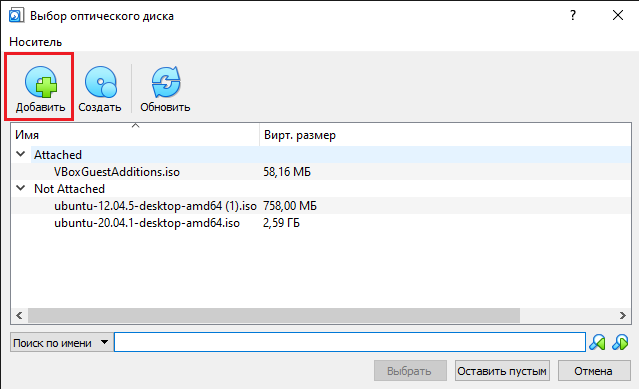 Выбор оптического диска
Носитель
Добавить Создать Обновить
Имя Вирт. размер
Attached
VBoxGuestAdditions.iso 58,16 МБ
Not Attached
ubuntu-12.04.5-desktop-amd64 (1).iso 758,00 МБ
ubuntu-20.04.1-desktop-amd64.iso 2,59 ГБ
Поиск по имени
Выбрать Оставить пустым Отмена